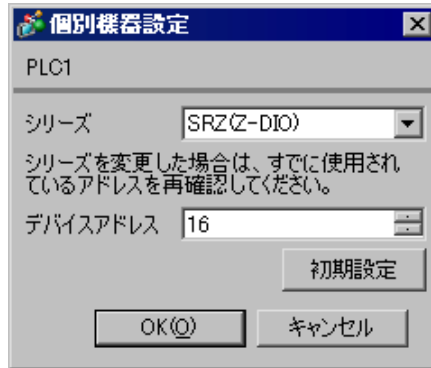 個別機器設定
PLC1
シリーズ
SRZ(Z-DIO)
シリーズを変更した場合は、すでに使用され
ているアドレスを再確認してください。
デバイスアドレス
16
初期設定
OK(O)
キャンセル